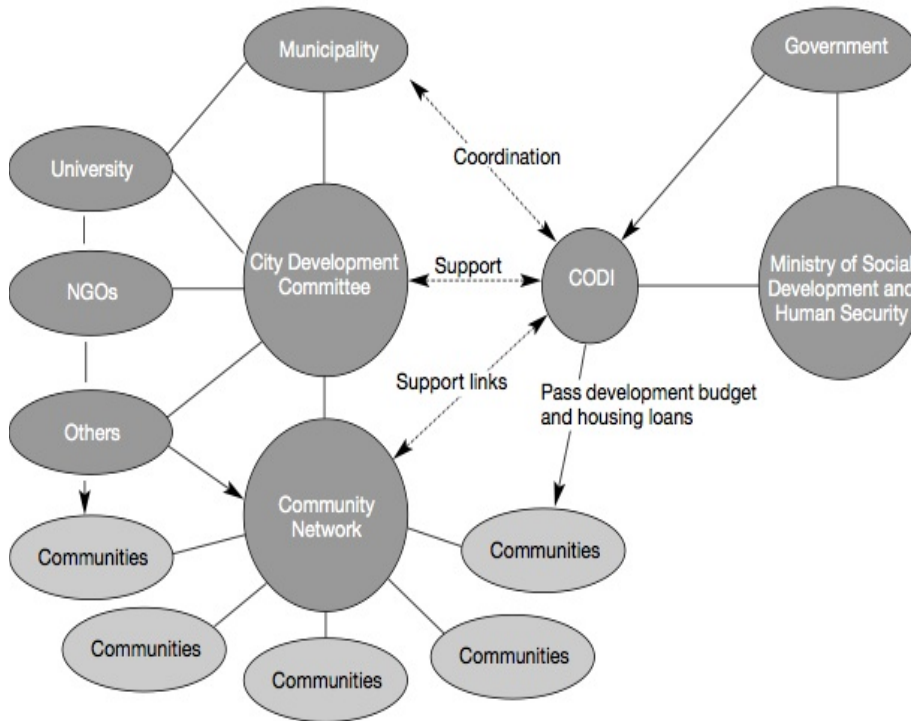 Municipality
Government
Coordination
University
City Development
Committee
Support
CODI
Ministry of Social
Development and
Human Security
NGOs
Support links
Pass development budget
and housing loans
Others
Community
Network
Communities
Communities
Communities
Communities
Communities